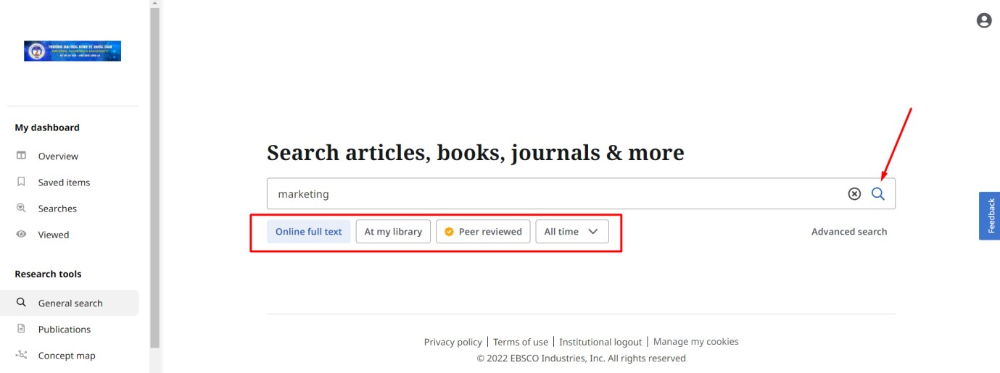 TRƯỜNG ĐẠI HỌC KINH TẾ QUỐC DÂN
NATIONAL ECONOMICS UNIVERSITY
My dashboard
Overview
Saved items
Searches
Viewed
Research tools
General search
Publications
Concept map
Search articles, books, journals & more
marketing
Online full text
At my library
Peer reviewed
All time
Advanced search
Feedback
Privacy policy | Terms of use | Institutional logout | Manage my cookies
© 2022 EBSCO Industries, Inc. All rights reserved